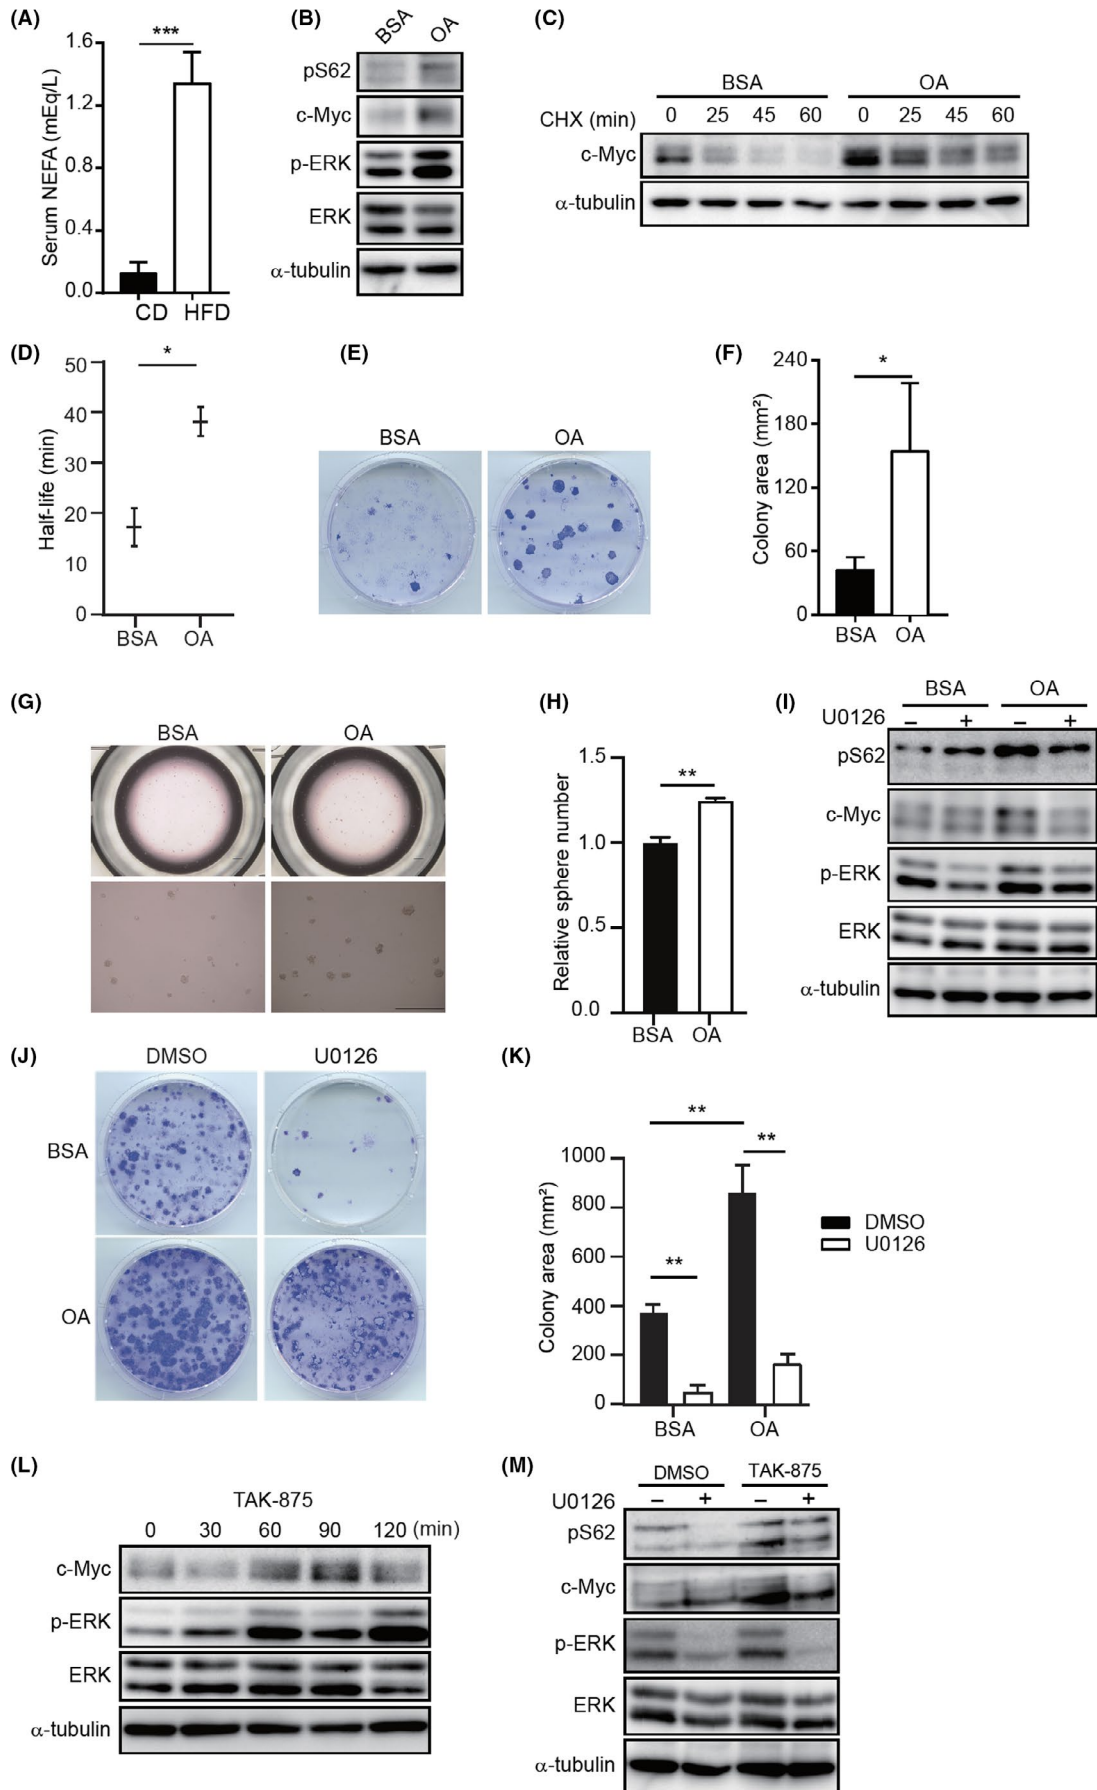 (A)
***
1.6
1.2
0.8
0.4
0.0
Serum NEFA (mEq/L)
CD HFD
(B)
BSA OA
pS62
c-Myc
p-ERK
ERK
α-tubulin
(C)
BSA OA
CHX (min) 0 25 45 60 0 25 45 60
c-Myc
α-tubulin
(D)
*
50
40
30
20
10
0
Half-life (min)
BSA OA
(E)
BSA OA
(F)
*
240
180
120
60
0
Colony area (mm²)
BSA OA
(G)
BSA OA
(H)
**
1.5
1.0
0.5
0.0
Relative sphere number
BSA OA
(I)
BSA OA
U0126 − + − +
pS62
c-Myc
p-ERK
ERK
α-tubulin
(J)
DMSO U0126
BSA
OA
(K)
**
**
**
1000
800
600
400
200
0
Colony area (mm²)
BSA OA
DMSO
U0126
(L)
TAK-875
0 30 60 90 120 (min)
c-Myc
p-ERK
ERK
α-tubulin
(M)
DMSO TAK-875
U0126 − + − +
pS62
c-Myc
p-ERK
ERK
α-tubulin